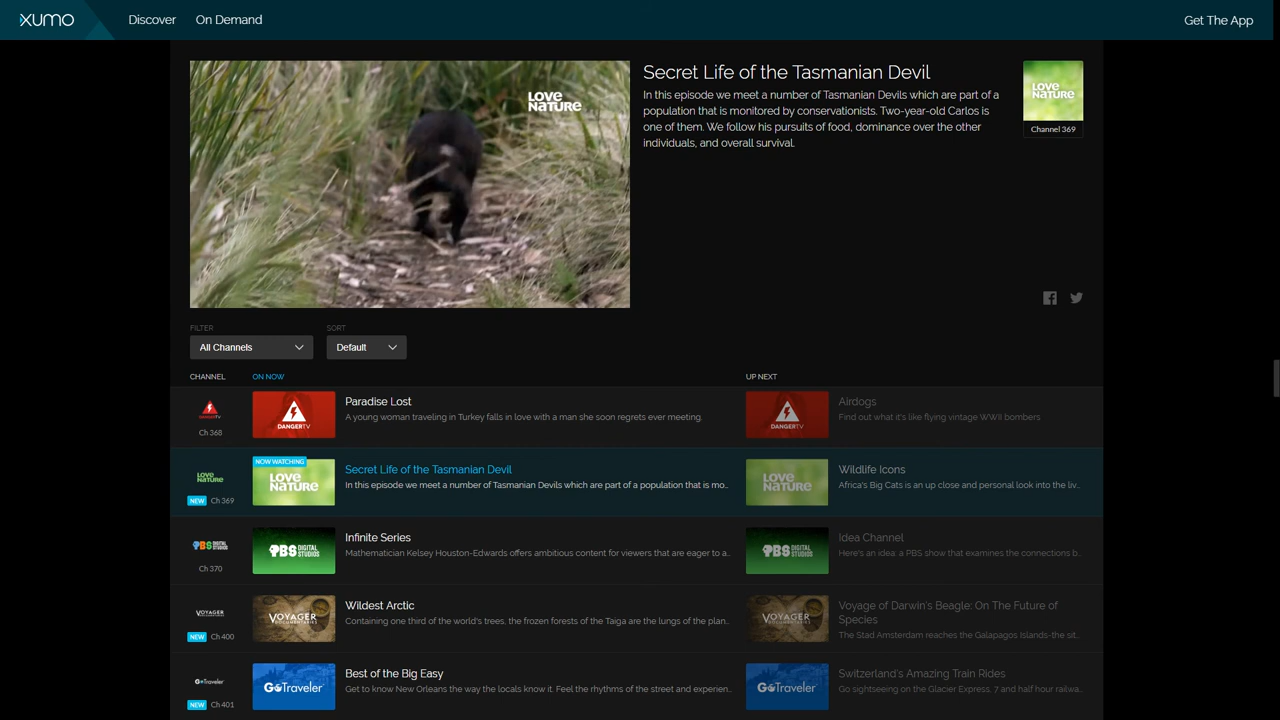 XUMO
Discover
On Demand
Get The App
LOVE
NATURE
Secret Life of the Tasmanian Devil
In this episode we meet a number of Tasmanian Devils which are part of a
population that is monitored by conservationists. Two-year-old Carlos is
one of them. We follow his pursuits of food, dominance over the other
individuals, and overall survival.
LOVE
NATURE
Channel 369
FILTER
SORT
All Channels
Default
CHANNEL
ON NOW
UP NEXT
DANGERTV
Ch 368
DANGERTV
Paradise Lost
A young woman traveling in Turkey falls in love with a man she soon regrets ever meeting.
DANGERTV
Airdogs
Find out what it's like flying vintage WWII bombers
LOVE
NATURE
NEW Ch 369
NOW WATCHING
LOVE
NATURE
Secret Life of the Tasmanian Devil
In this episode we meet a number of Tasmanian Devils which are part of a population that is mo..
LOVE
NATURE
Wildlife Icons
Africa's Big Cats is an up close and personal look into the liv..
PBS DIGITAL
STUDIOS
Ch 370
PBS DIGITAL
STUDIOS
Infinite Series
Mathematician Kelsey Houston-Edwards offers ambitious content for viewers that are eager to a..
PBS DIGITAL
STUDIOS
Idea Channel
Here's an idea: a PBS show that examines the connections b..
VOYAGER
NEW Ch 400
VOYAGER
DOCUMENTARIES
Wildest Arctic
Containing one third of the world's trees, the frozen forests of the Taiga are the lungs of the plan..
VOYAGER
DOCUMENTARIES
Voyage of Darwin's Beagle: On The Future of
Species
The Stad Amsterdam reaches the Galapagos Islands-the sit..
GoTraveler
NEW Ch 401
GoTraveler
Best of the Big Easy
Get to know New Orleans the way the locals know it. Feel the rhythms of the street and experien..
GoTraveler
Switzerland's Amazing Train Rides
Go sightseeing on the Glacier Express, 7 and half hour railwa..